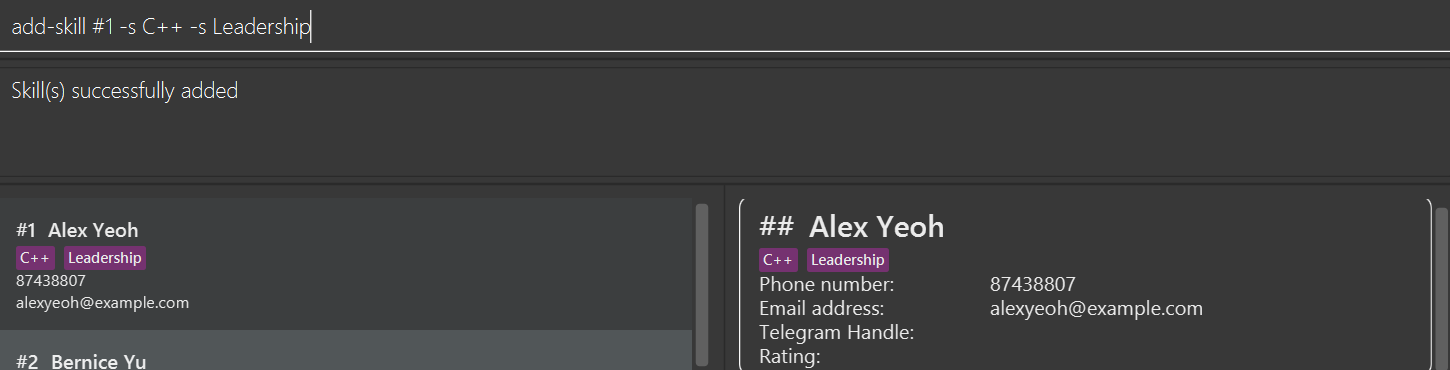 add-skill #1 -s C++ -s Leadership
Skill(s) successfully added
#1 Alex Yeoh
C++ Leadership
87438807
alexyeoh@example.com
#2 Bernice Yu
## Alex Yeoh
C++ Leadership
Phone number: 87438807
Email address: alexyeoh@example.com
Telegram Handle:
Rating: